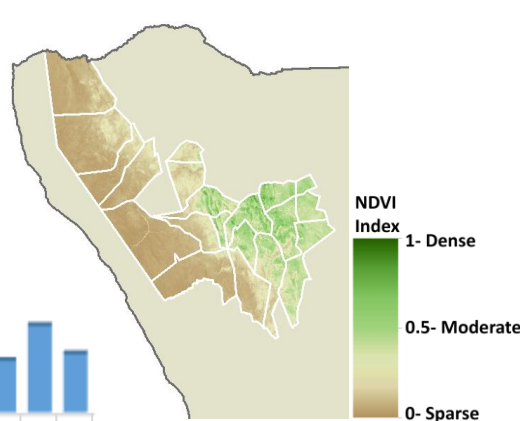 NDVI
Index
1- Dense
0.5- Moderate
0- Sparse